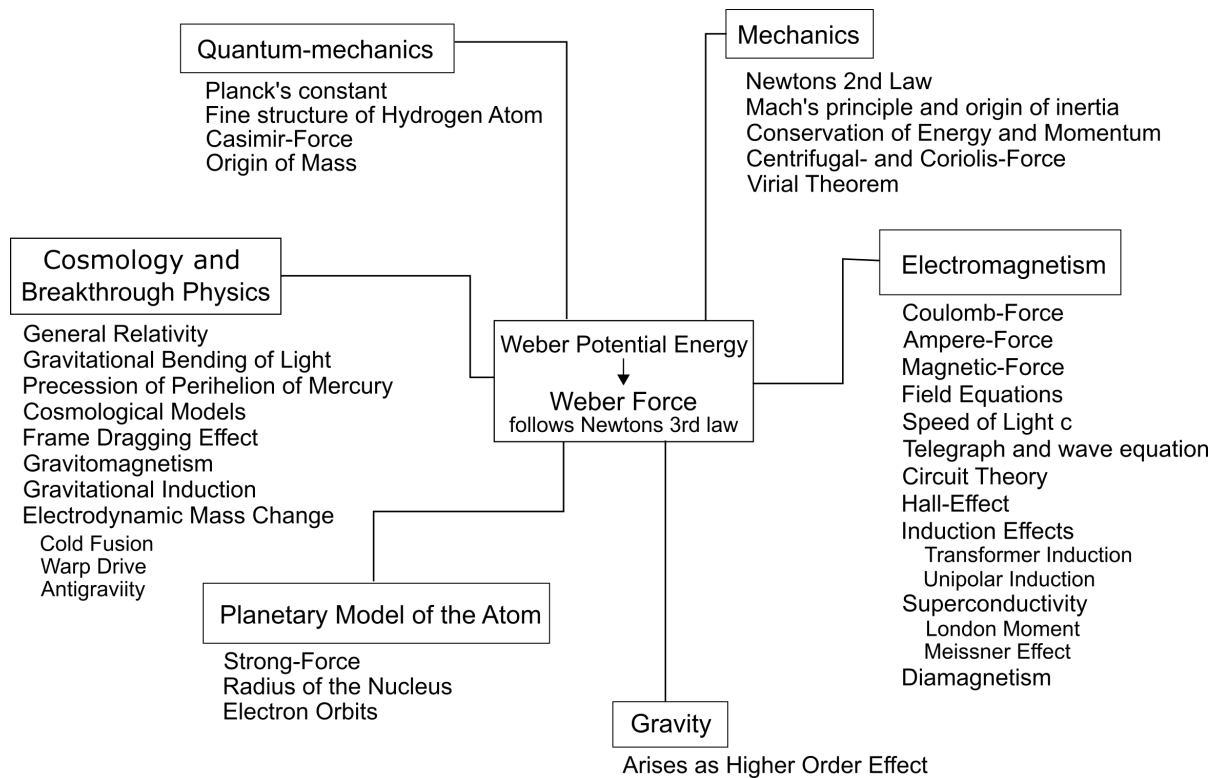 Quantum-mechanics
Planck's constant
Fine structure of Hydrogen Atom
Casimir-Force
Origin of Mass
Mechanics
Newtons 2nd Law
Mach's principle and origin of inertia
Conservation of Energy and Momentum
Centrifugal- and Coriolis-Force
Virial Theorem
Cosmology and
Breakthrough Physics
General Relativity
Gravitational Bending of Light
Precession of Perihelion of Mercury
Cosmological Models
Frame Dragging Effect
Gravitomagnetism
Gravitational Induction
Electrodynamic Mass Change
Cold Fusion
Warp Drive
Antigraviity
Weber Potential Energy
Weber Force
follows Newtons 3rd law
Electromagnetism
Coulomb-Force
Ampere-Force
Magnetic-Force
Field Equations
Speed of Light c
Telegraph and wave equation
Circuit Theory
Hall-Effect
Induction Effects
Transformer Induction
Unipolar Induction
Superconductivity
London Moment
Meissner Effect
Diamagnetism
Planetary Model of the Atom
Strong-Force
Radius of the Nucleus
Electron Orbits
Gravity
Arises as Higher Order Effect